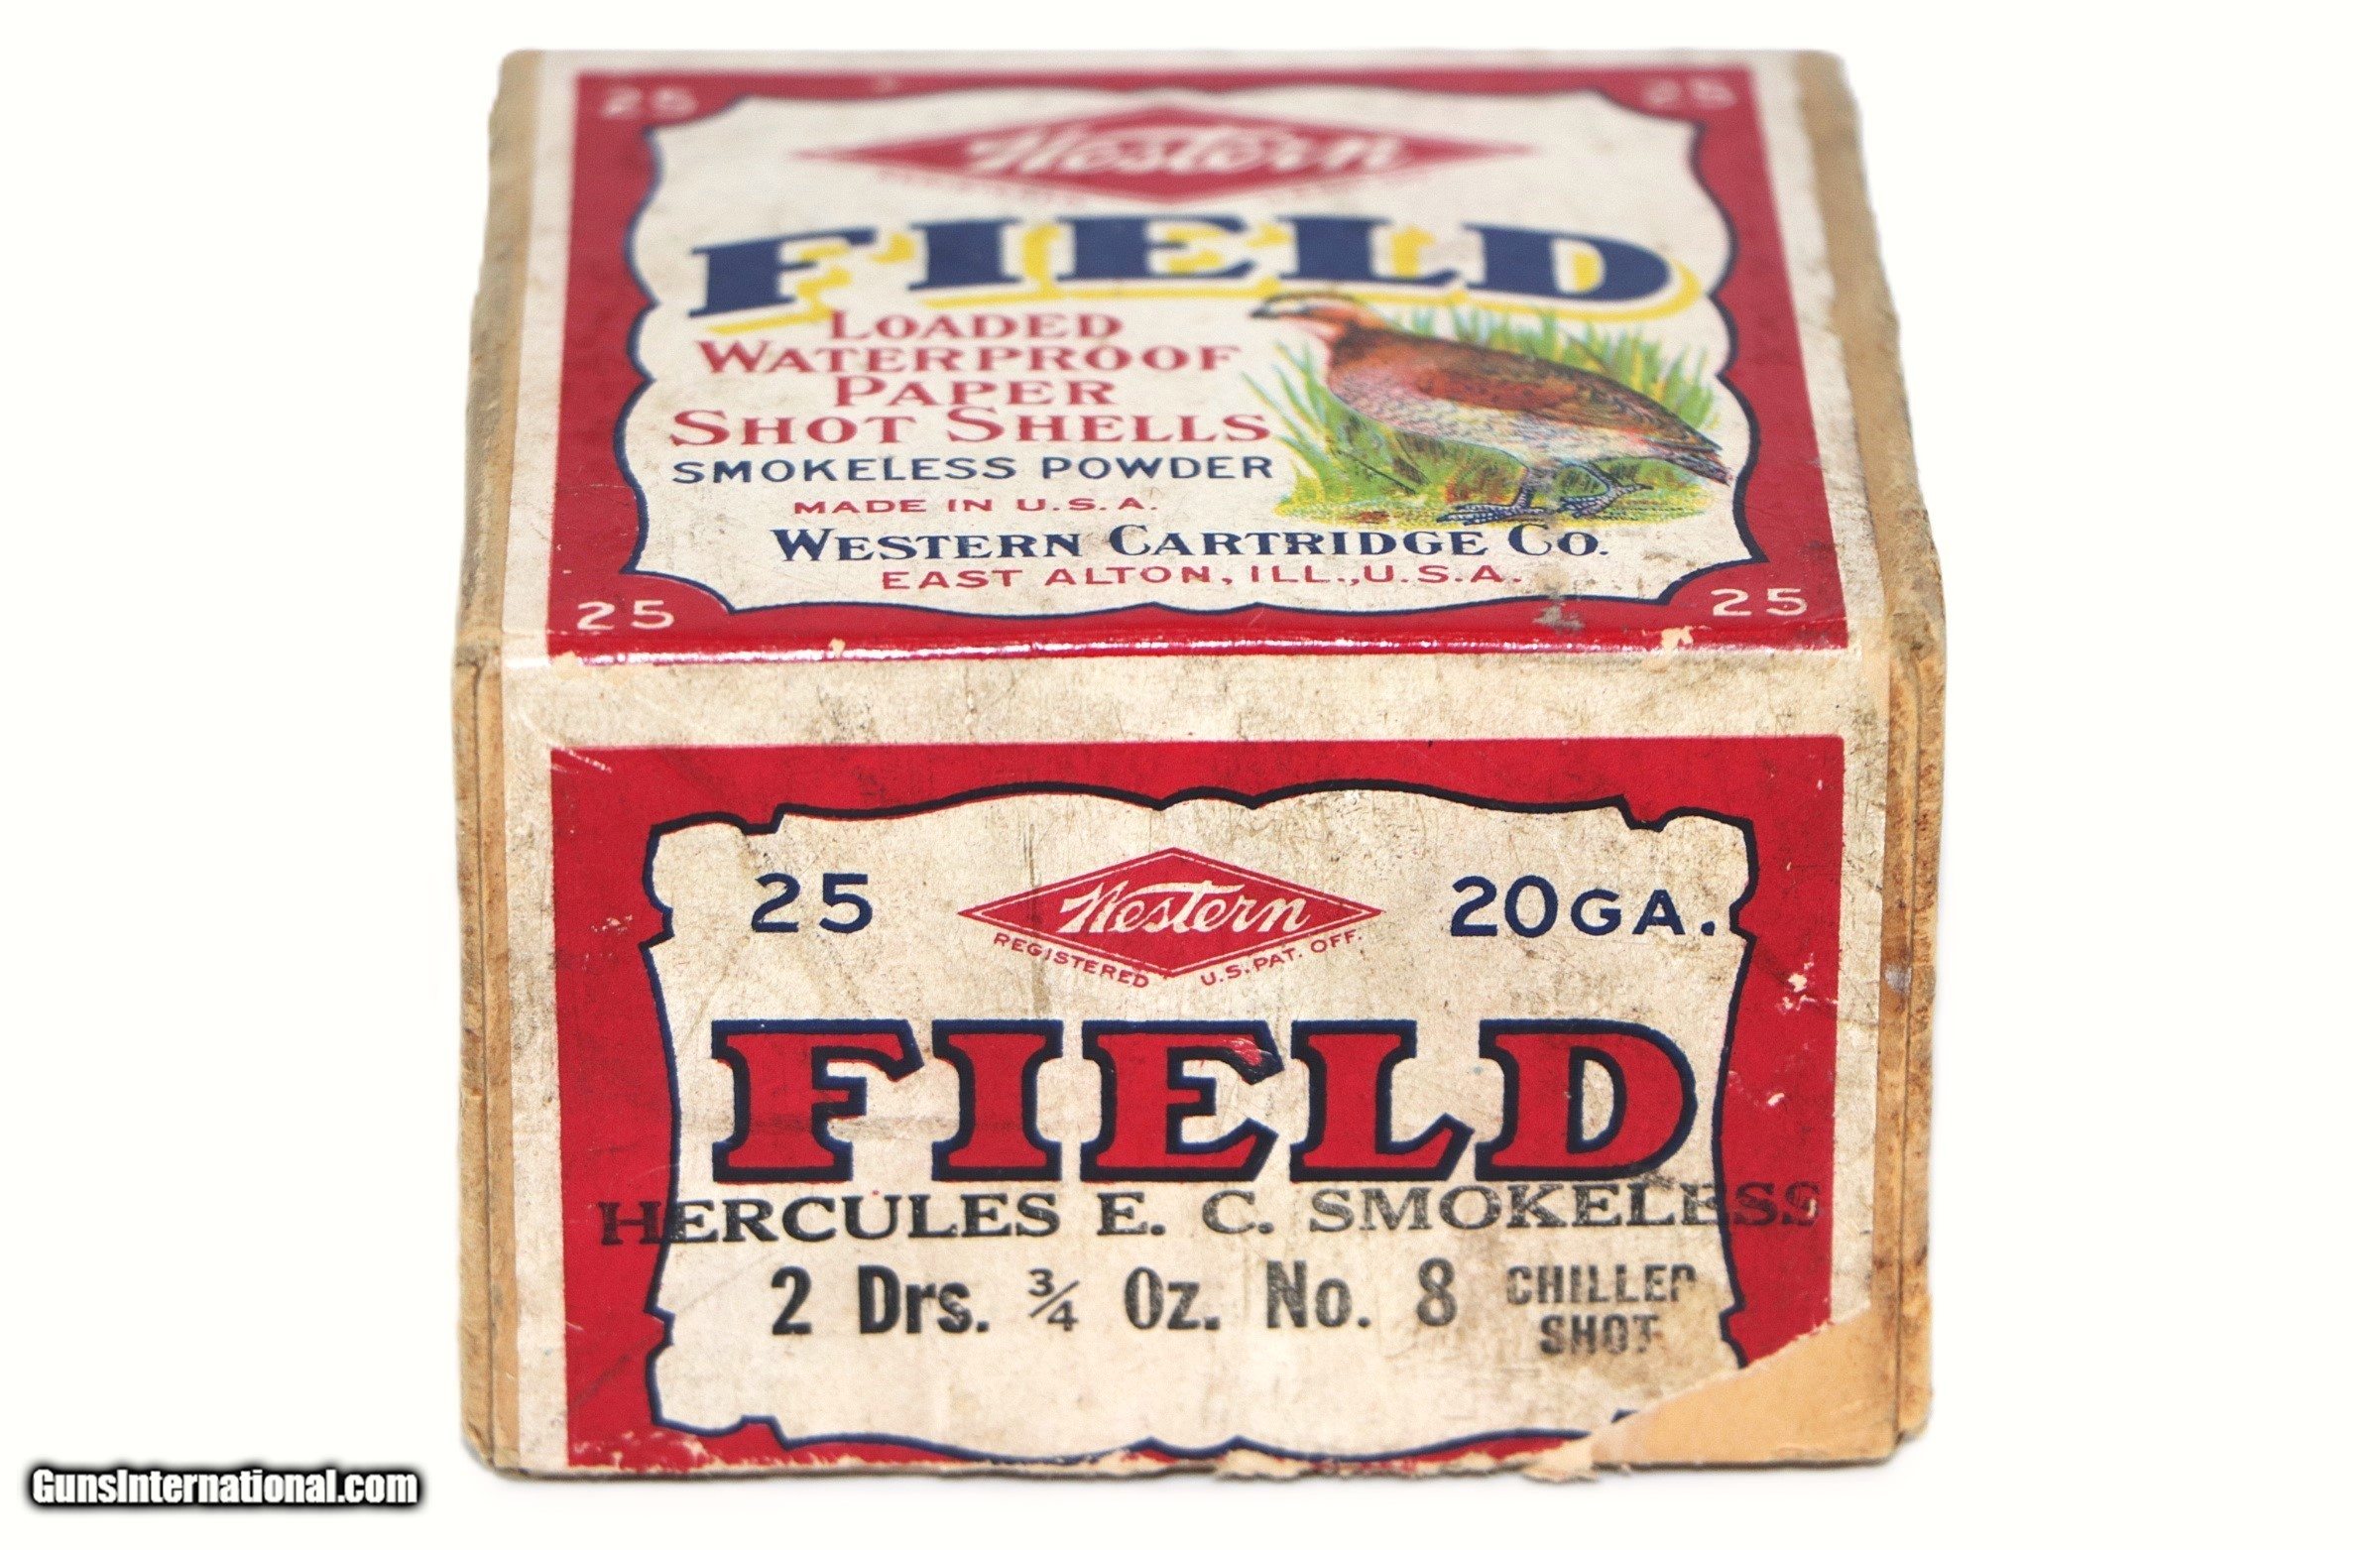 25 25
Western
FIELD
LOADED
WATERPROOF
PAPER
SHOT SHELLS
SMOKELESS POWDER
MADE IN U.S.A.
WESTERN CARTRIDGE CO.
EAST ALTON, ILL., U.S.A.
25 25
25 Western 20 GA.
REGISTERED U.S. PAT. OFF.
FIELD
HERCULES E. C. SMOKELESS
2 Drs. ¾ Oz. No. 8 CHILLED
SHOT
GunsInternational.com